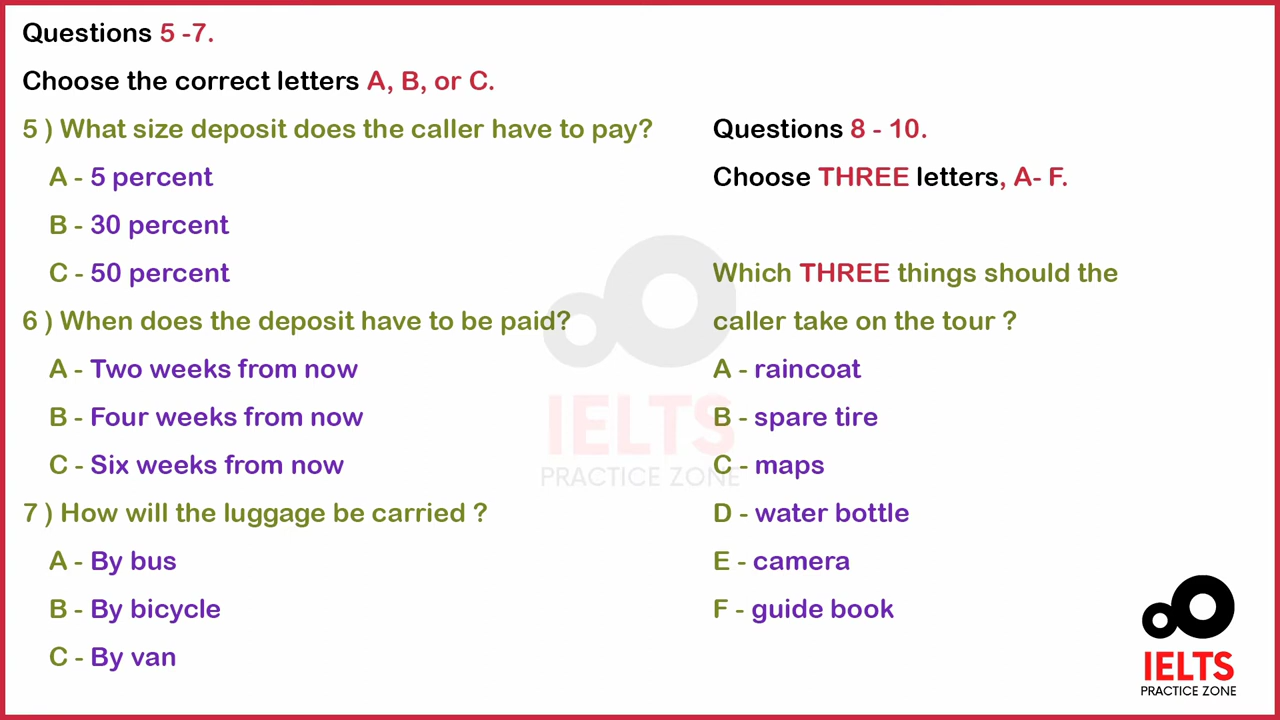 Questions 5 -7.
Choose the correct letters A, B, or C.
5 ) What size deposit does the caller have to pay?
A - 5 percent
B - 30 percent
C - 50 percent
6 ) When does the deposit have to be paid?
A - Two weeks from now
B - Four weeks from now
C - Six weeks from now
7 ) How will the luggage be carried ?
A - By bus
B - By bicycle
C - By van
Questions 8 - 10.
Choose THREE letters, A- F.
Which THREE things should the
caller take on the tour ?
A - raincoat
B - spare tire
C - maps
D - water bottle
E - camera
F - guide book
IELTS
PRACTICE ZONE
IELTS
PRACTICE ZONE